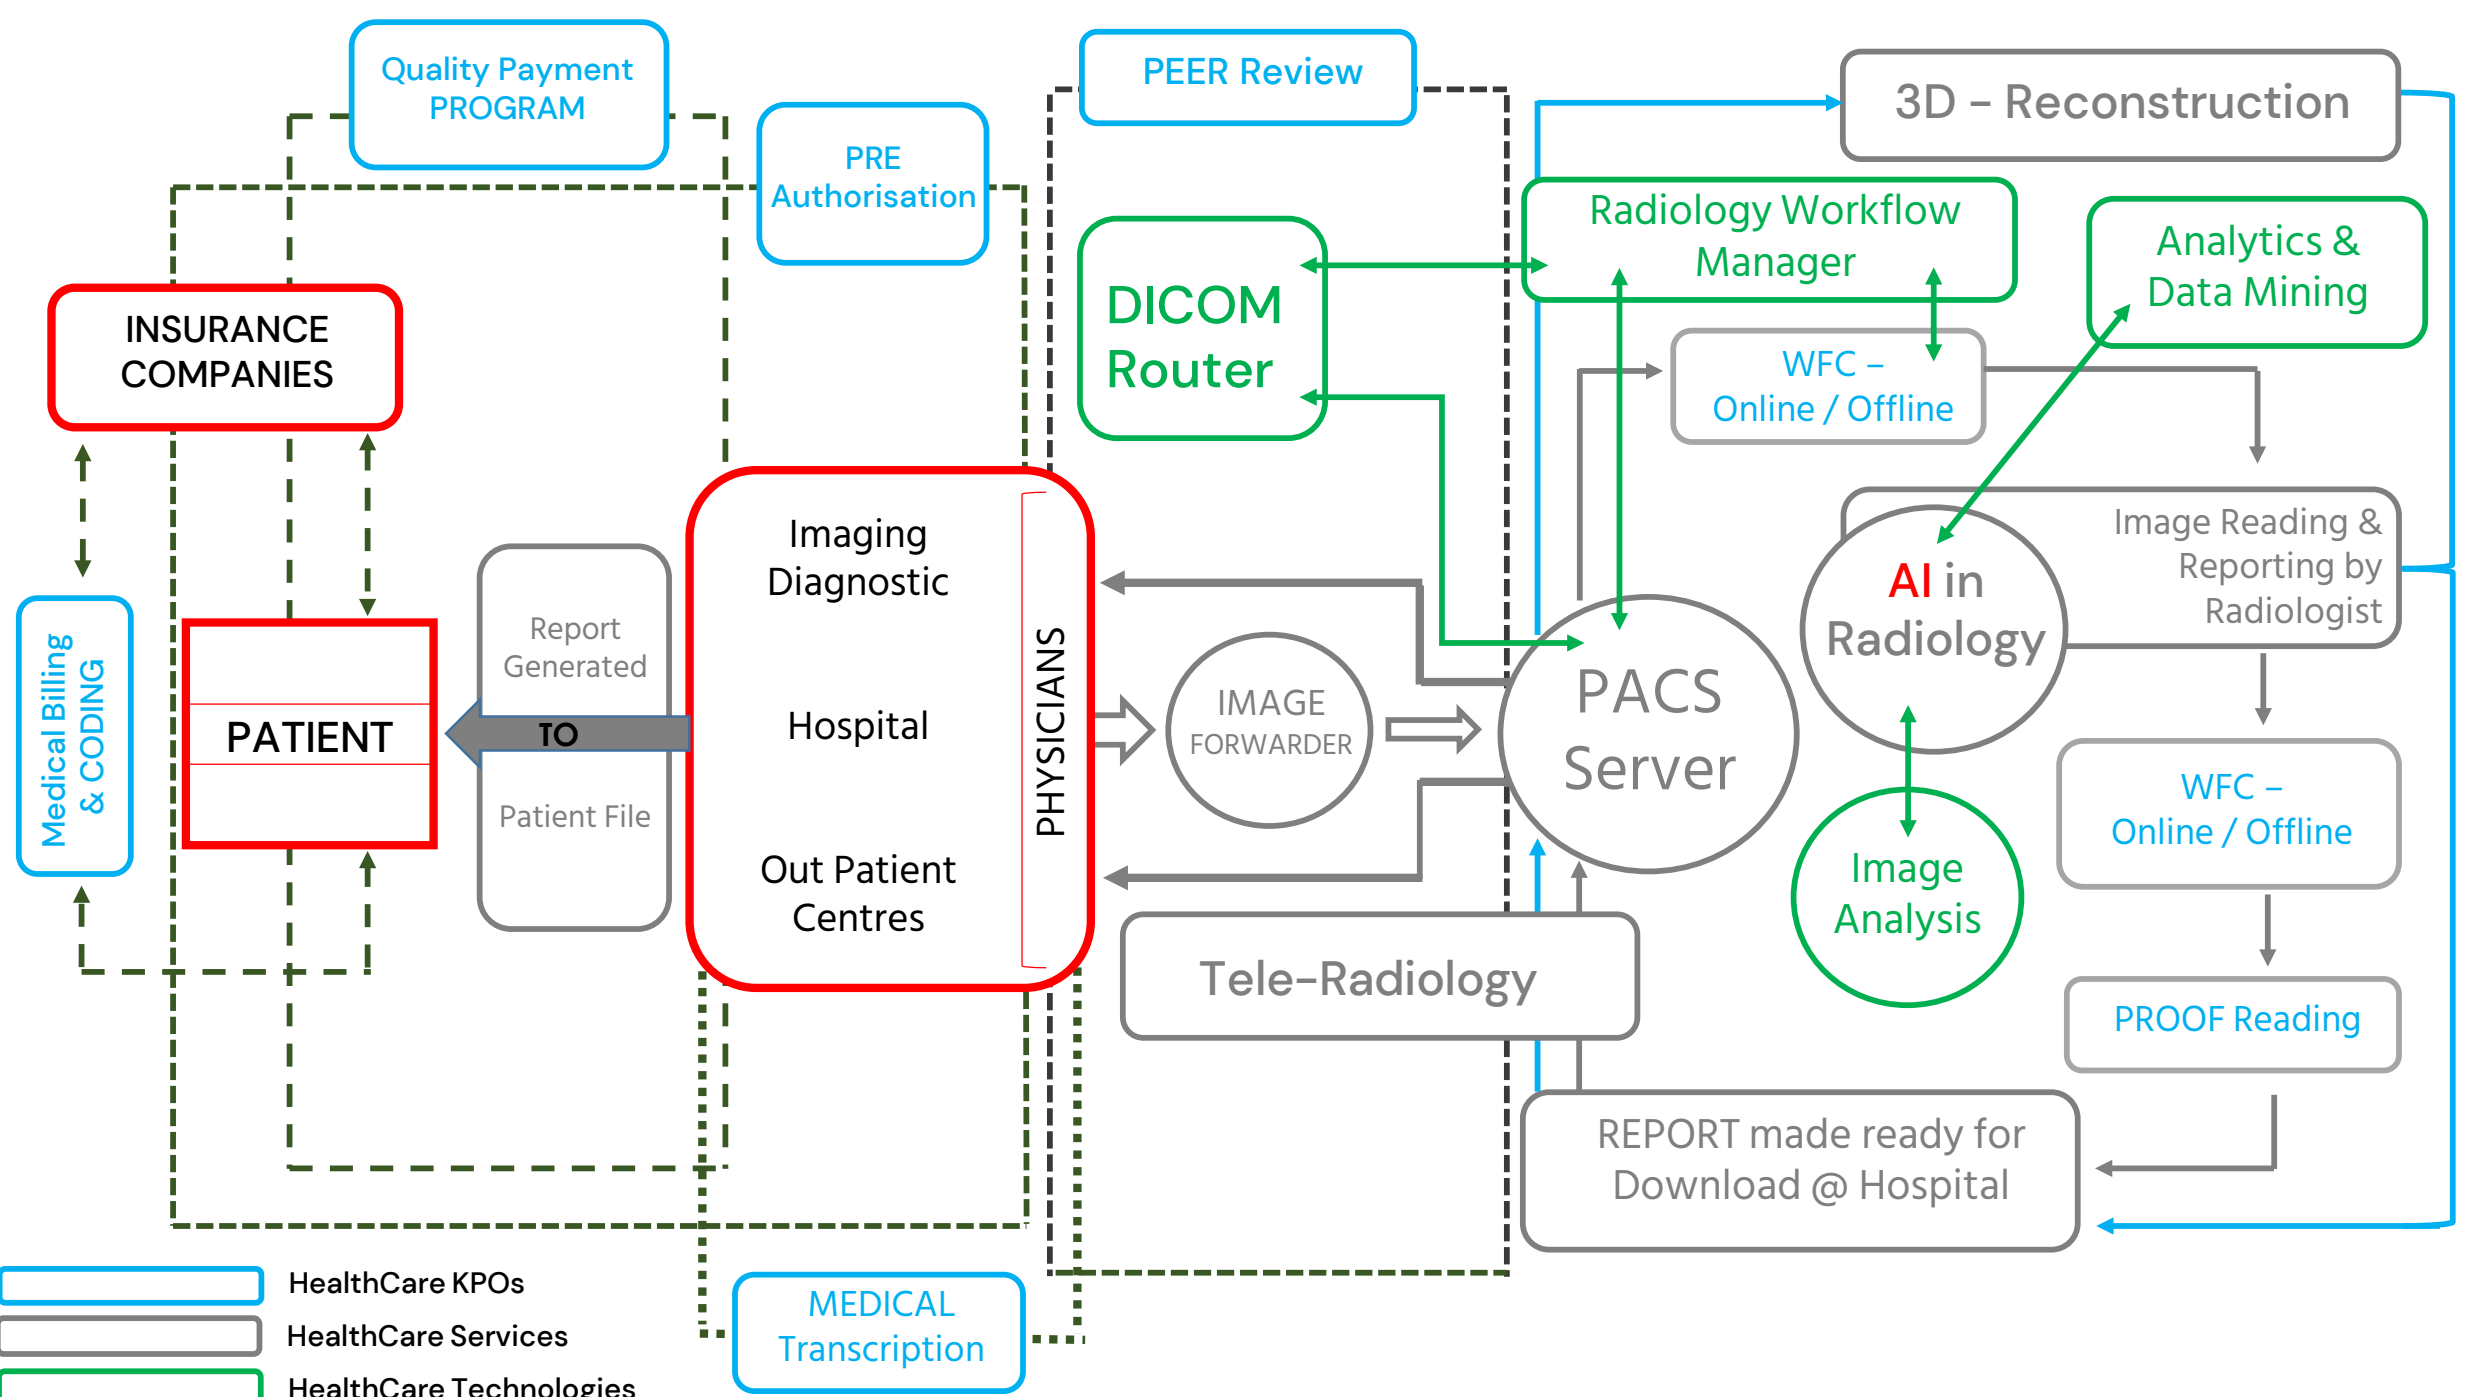 Quality Payment
PROGRAM
PRE
Authorisation
PEER Review
3D - Reconstruction
Radiology Workflow
Manager
Analytics &
Data Mining
DICOM
Router
INSURANCE
COMPANIES
WFC –
Online / Offline
Image Reading &
Reporting by
Radiologist
AI in
Radiology
Imaging
Diagnostic
Hospital
Out Patient
Centres
PHYSICIANS
Report
Generated
TO
Patient File
PATIENT
Medical Billing
& CODING
IMAGE
FORWARDER
PACS
Server
Image
Analysis
WFC –
Online / Offline
PROOF Reading
Tele-Radiology
REPORT made ready for
Download @ Hospital
MEDICAL
Transcription
HealthCare KPOs
HealthCare Services
HealthCare Technologies